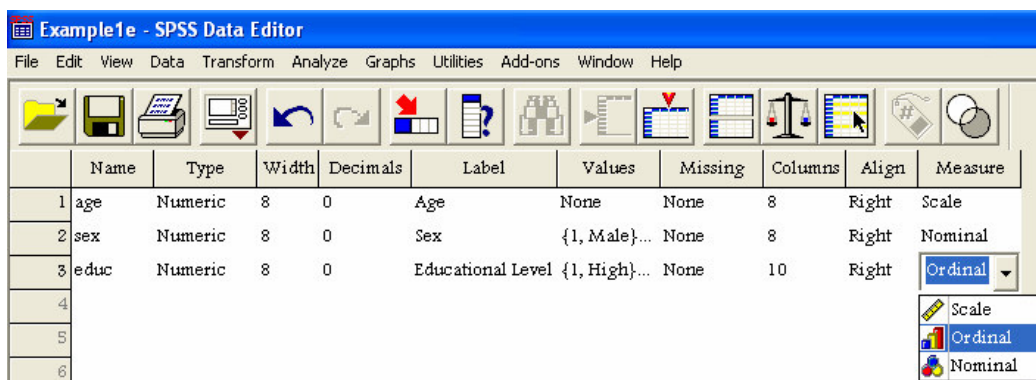 Example1e - SPSS Data Editor
File Edit View Data Transform Analyze Graphs Utilities Add-ons Window Help
Name Type Width Decimals Label Values Missing Columns Align Measure
1 age Numeric 8 0 Age None None 8 Right Scale
2 sex Numeric 8 0 Sex {1, Male}... None 8 Right Nominal
3 educ Numeric 8 0 Educational Level {1, High}... None 10 Right Ordinal
4 Scale
5 Ordinal
6 Nominal